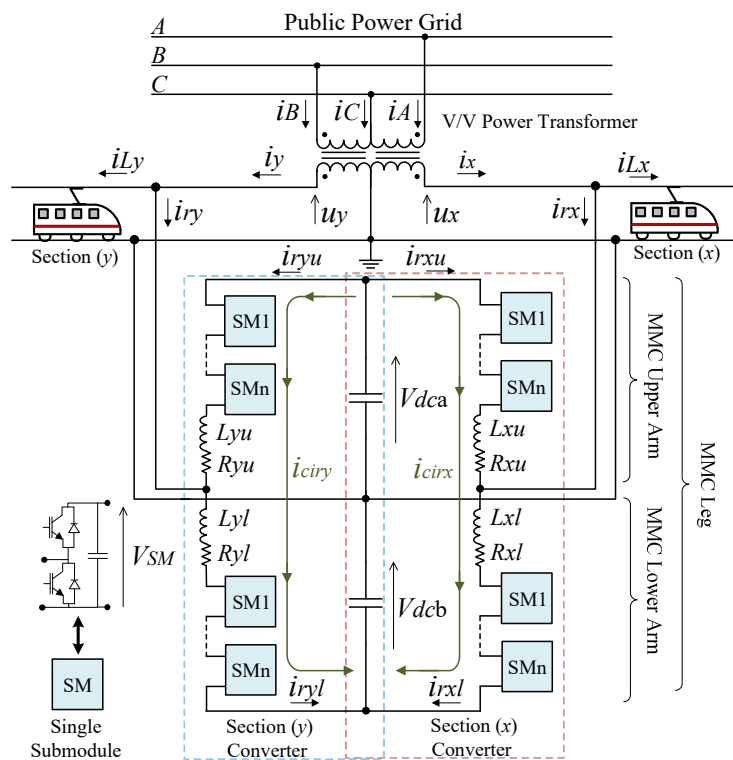 Public Power Grid
A
B
C
iB
iC
iA
V/V Power Transformer
iLy
iy
ix
iLx
iry
uy
ux
irx
Section (y)
Section (x)
iryu
irxu
SM1
SM1
SMn
SMn
Vdca
Lyu
Ryu
Lxu
Rxu
iciry
icirx
MMC Upper Arm
MMC Leg
MMC Lower Arm
Lyl
Ryl
Lxl
Rxl
VSM
SM1
SM1
Vdcb
SMn
SMn
SM
iryl
irxl
Single
Submodule
Section (y)
Converter
Section (x)
Converter